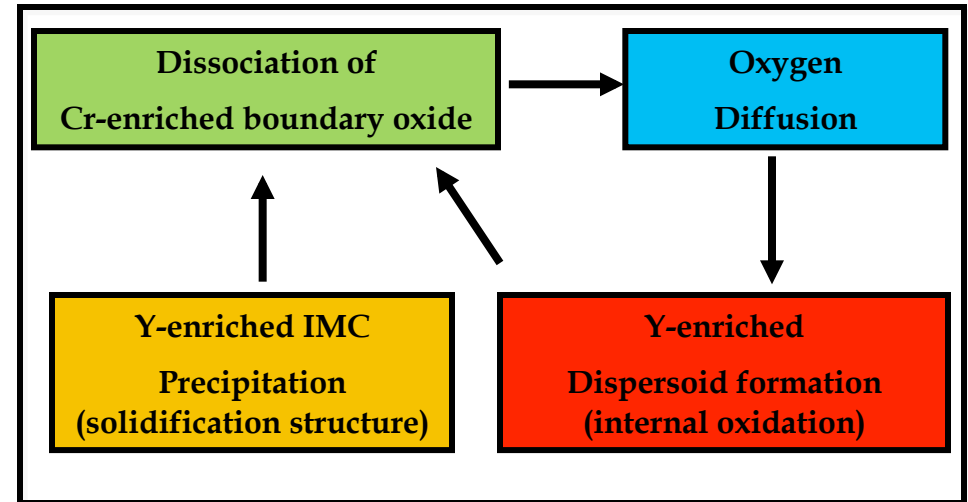 Dissociation of
Cr-enriched boundary oxide
Oxygen
Diffusion
Y-enriched IMC
Precipitation
(solidification structure)
Y-enriched
Dispersoid formation
(internal oxidation)